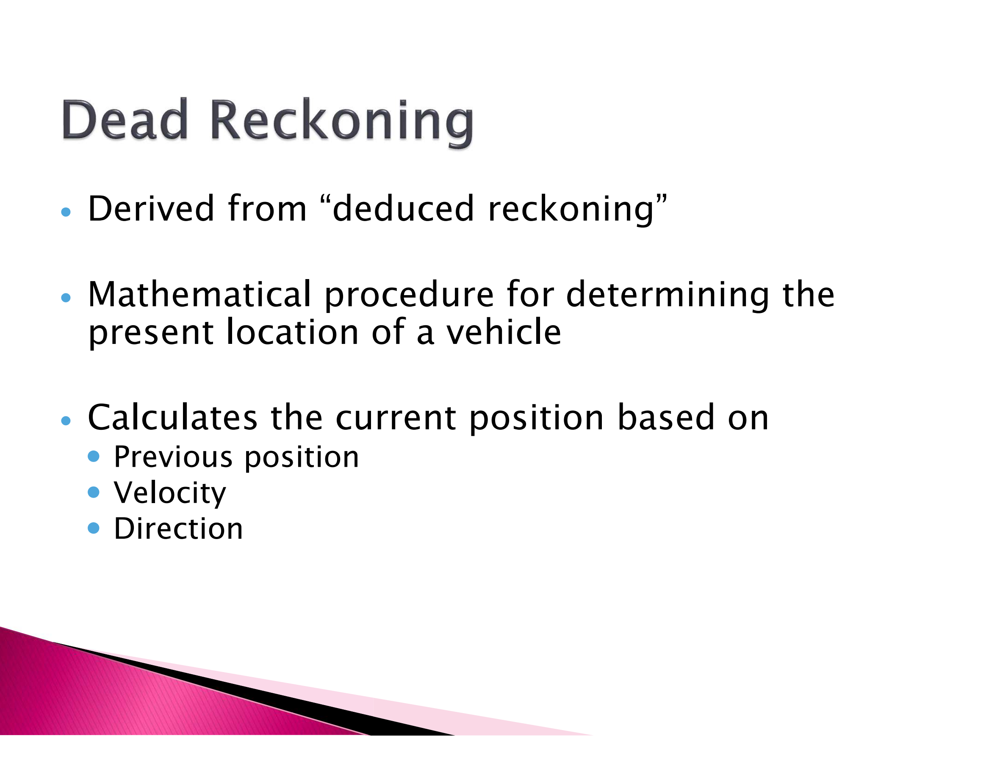 Dead Reckoning
• Derived from “deduced reckoning”
• Mathematical procedure for determining the
present location of a vehicle
• Calculates the current position based on
• Previous position
• Velocity
• Direction